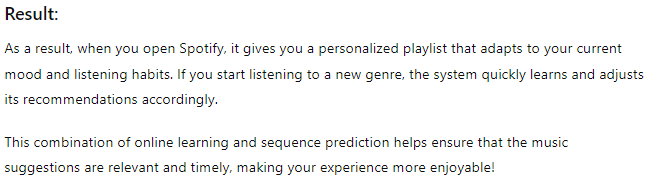 Result:
As a result, when you open Spotify, it gives you a personalized playlist that adapts to your current
mood and listening habits. If you start listening to a new genre, the system quickly learns and adjusts
its recommendations accordingly.
This combination of online learning and sequence prediction helps ensure that the music
suggestions are relevant and timely, making your experience more enjoyable!